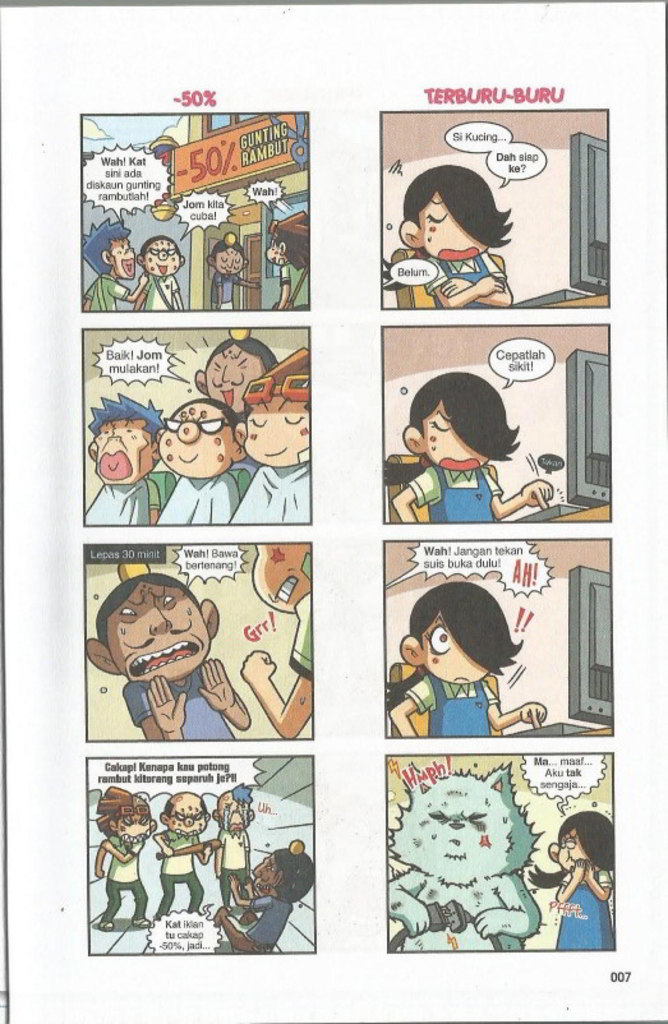 -50%
Wah! Kat
sini ada
diskaun gunting
rambutlah!
-50%
GUNTING
RAMBUT
Jom kita
cuba!
Wah!
Baik! Jom
mulakan!
Lepas 30 minit
Wah! Bawa
bertenang!
Grr!
Cakap! Kenapa kau potong
rambut kitorang separuh je?!!
Uh...
Kat iklan
tu cakap
-50%, jadi...
TERBURU-BURU
Si Kucing...
Dah siap
ke?
Belum.
Cepatlah
sikit!
Tekan
Wah! Jangan tekan
suis buka dulu!
AH!
!!
Hmph!
Ma... maaf...
Aku tak
sengaja...
Pffft...
007